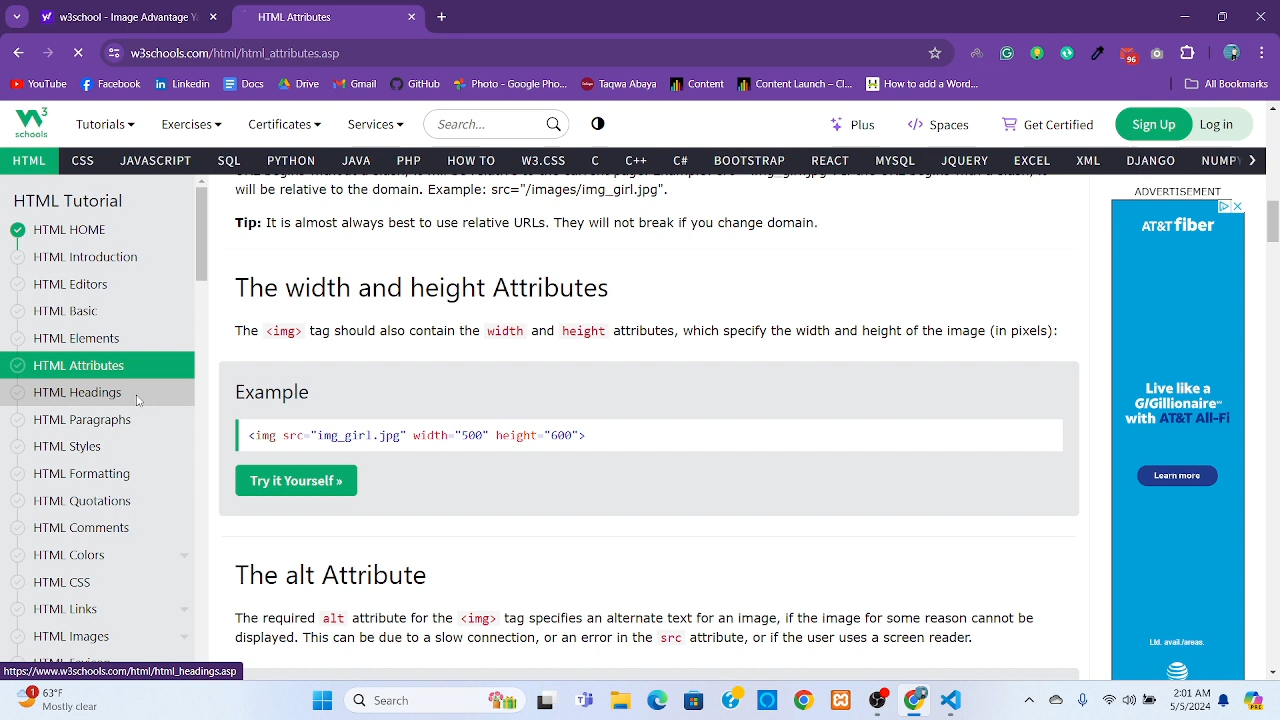 w3school - Image Advantage Y
HTML Attributes
w3schools.com/html/html_attributes.asp
96
YouTube
Facebook
Linkedin
Docs
Drive
Gmail
GitHub
Photo - Google Pho...
Taqwa Abaya
Content
Content Launch – Cl...
How to add a Word...
All Bookmarks
W3
schools
Tutorials
Exercises
Certificates
Services
Search...
Plus
Spaces
Get Certified
Sign Up
Log in
HTML
CSS
JAVASCRIPT
SQL
PYTHON
JAVA
PHP
HOW TO
W3.CSS
C
C++
C#
BOOTSTRAP
REACT
MYSQL
JQUERY
EXCEL
XML
DJANGO
NUMPY
HTML Tutorial
HTML HOME
HTML Introduction
HTML Editors
HTML Basic
HTML Elements
HTML Attributes
HTML Headings
HTML Paragraphs
HTML Styles
HTML Formatting
HTML Quotations
HTML Comments
HTML Colors
HTML CSS
HTML Links
HTML Images
https://www.w3schools.com/html/html_headings.asp
will be relative to the domain. Example: src="/images/img_girl.jpg".
Tip: It is almost always best to use relative URLs. They will not break if you change domain.
The width and height Attributes
The <img> tag should also contain the width and height attributes, which specify the width and height of the image (in pixels):
Example
<img src="img_girl.jpg" width="500" height="600">
Try it Yourself »
The alt Attribute
The required alt attribute for the <img> tag specifies an alternate text for an image, if the image for some reason cannot be
displayed. This can be due to a slow connection, or an error in the src attribute, or if the user uses a screen reader.
ADVERTISEMENT
AT&T fiber
Live like a
G/Gillionaire℠
with AT&T All-Fi
Learn more
Ltd. avail./areas.
1
63°F
Mostly clear
Search
2:01 AM
5/5/2024